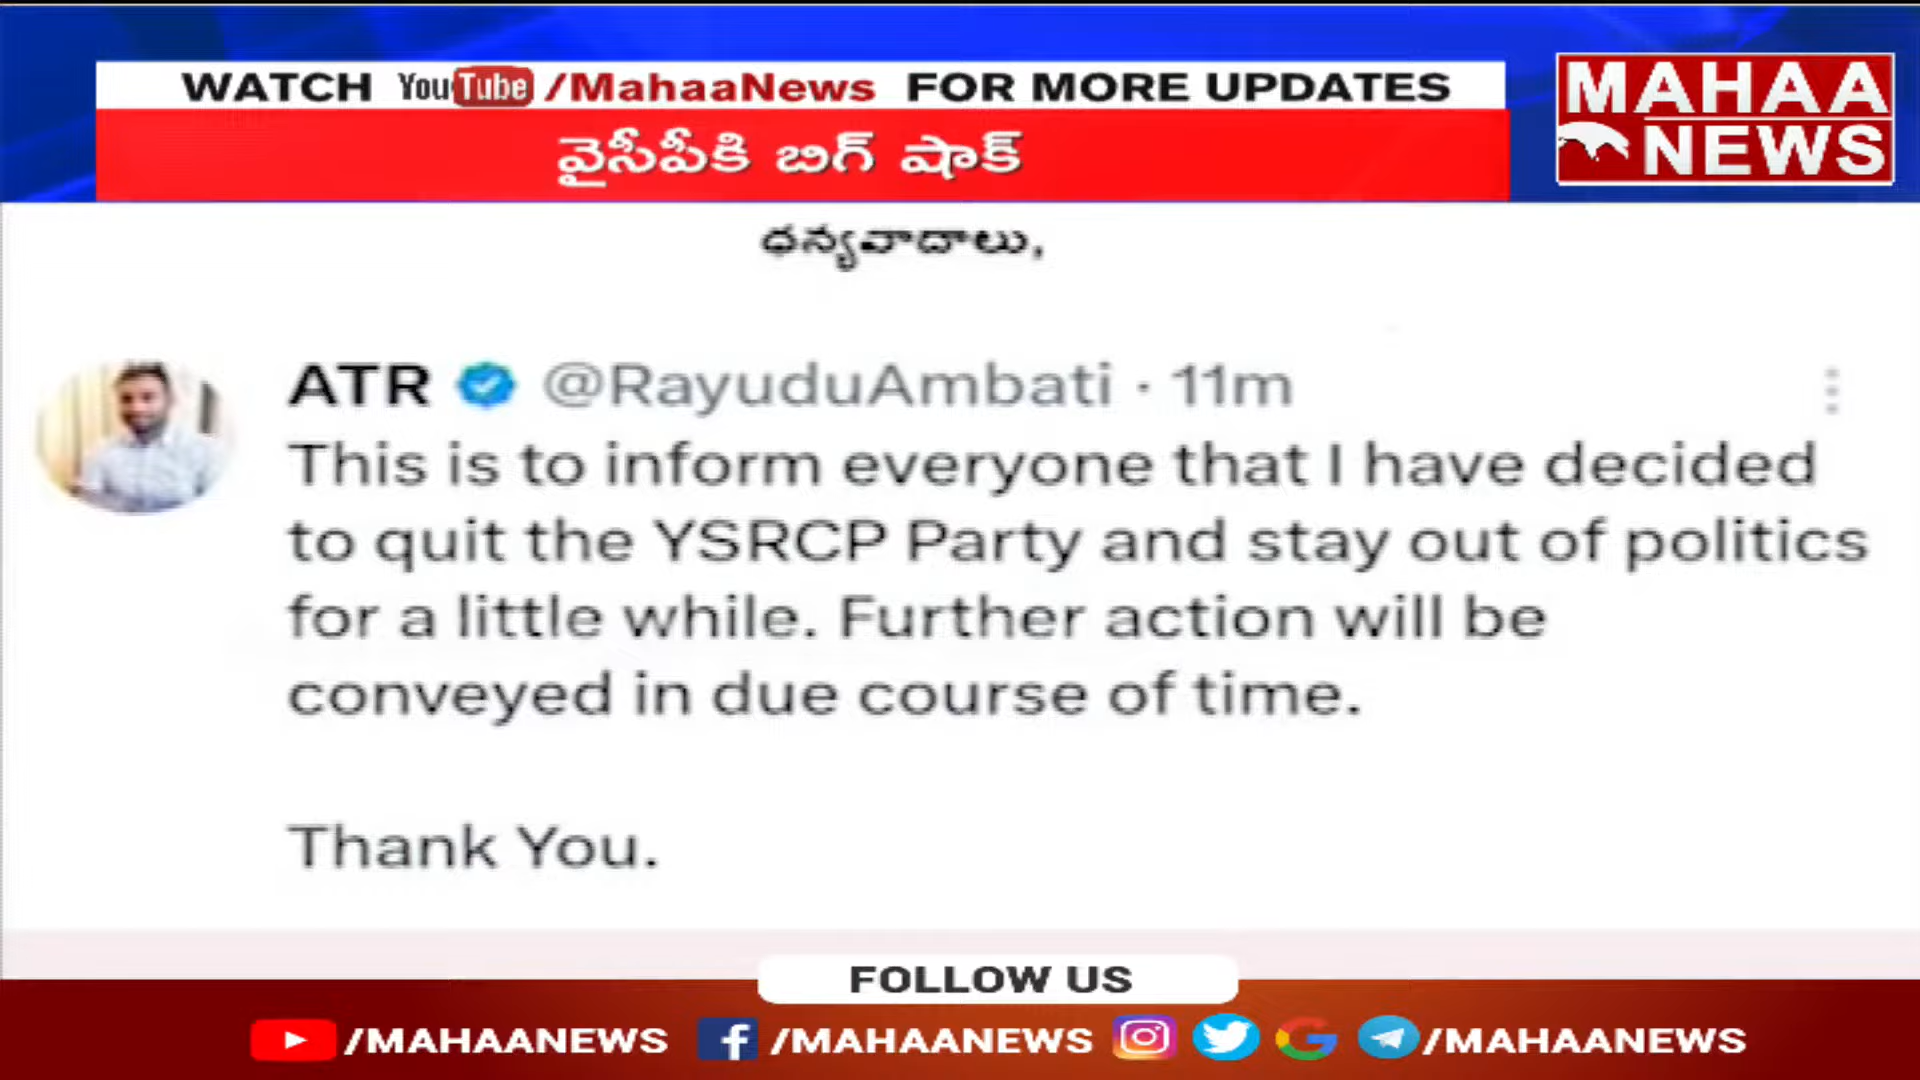 WATCH YouTube /MahaaNews FOR MORE UPDATES
MAHAA
NEWS
వైసీపీకి బిగ్ షాక్
ధన్యవాదాలు,
ATR @RayuduAmbati · 11m
This is to inform everyone that I have decided
to quit the YSRCP Party and stay out of politics
for a little while. Further action will be
conveyed in due course of time.
Thank You.
FOLLOW US
/MAHAANEWS /MAHAANEWS /MAHAANEWS